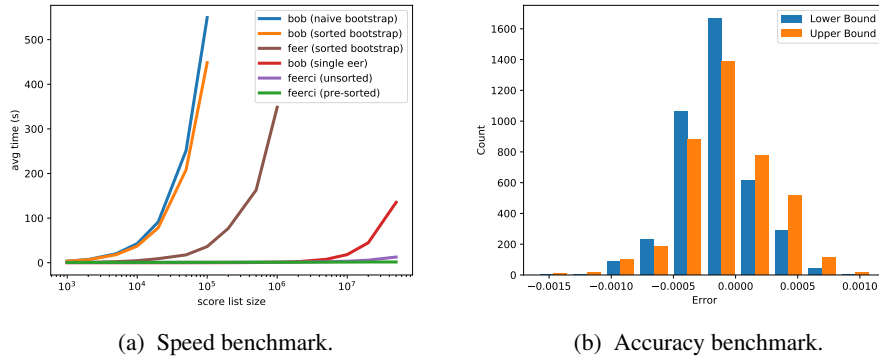 bob (naive bootstrap)
bob (sorted bootstrap)
feer (sorted bootstrap)
bob (single eer)
feerci (unsorted)
feerci (pre-sorted)
500
400
300
200
100
0
avg time (s)
10³ 10⁴ 10⁵ 10⁶ 10⁷
score list size
(a) Speed benchmark.
Lower Bound
Upper Bound
1600
1400
1200
1000
800
600
400
200
0
Count
−0.0015 −0.0010 −0.0005 0.0000 0.0005 0.0010
Error
(b) Accuracy benchmark.